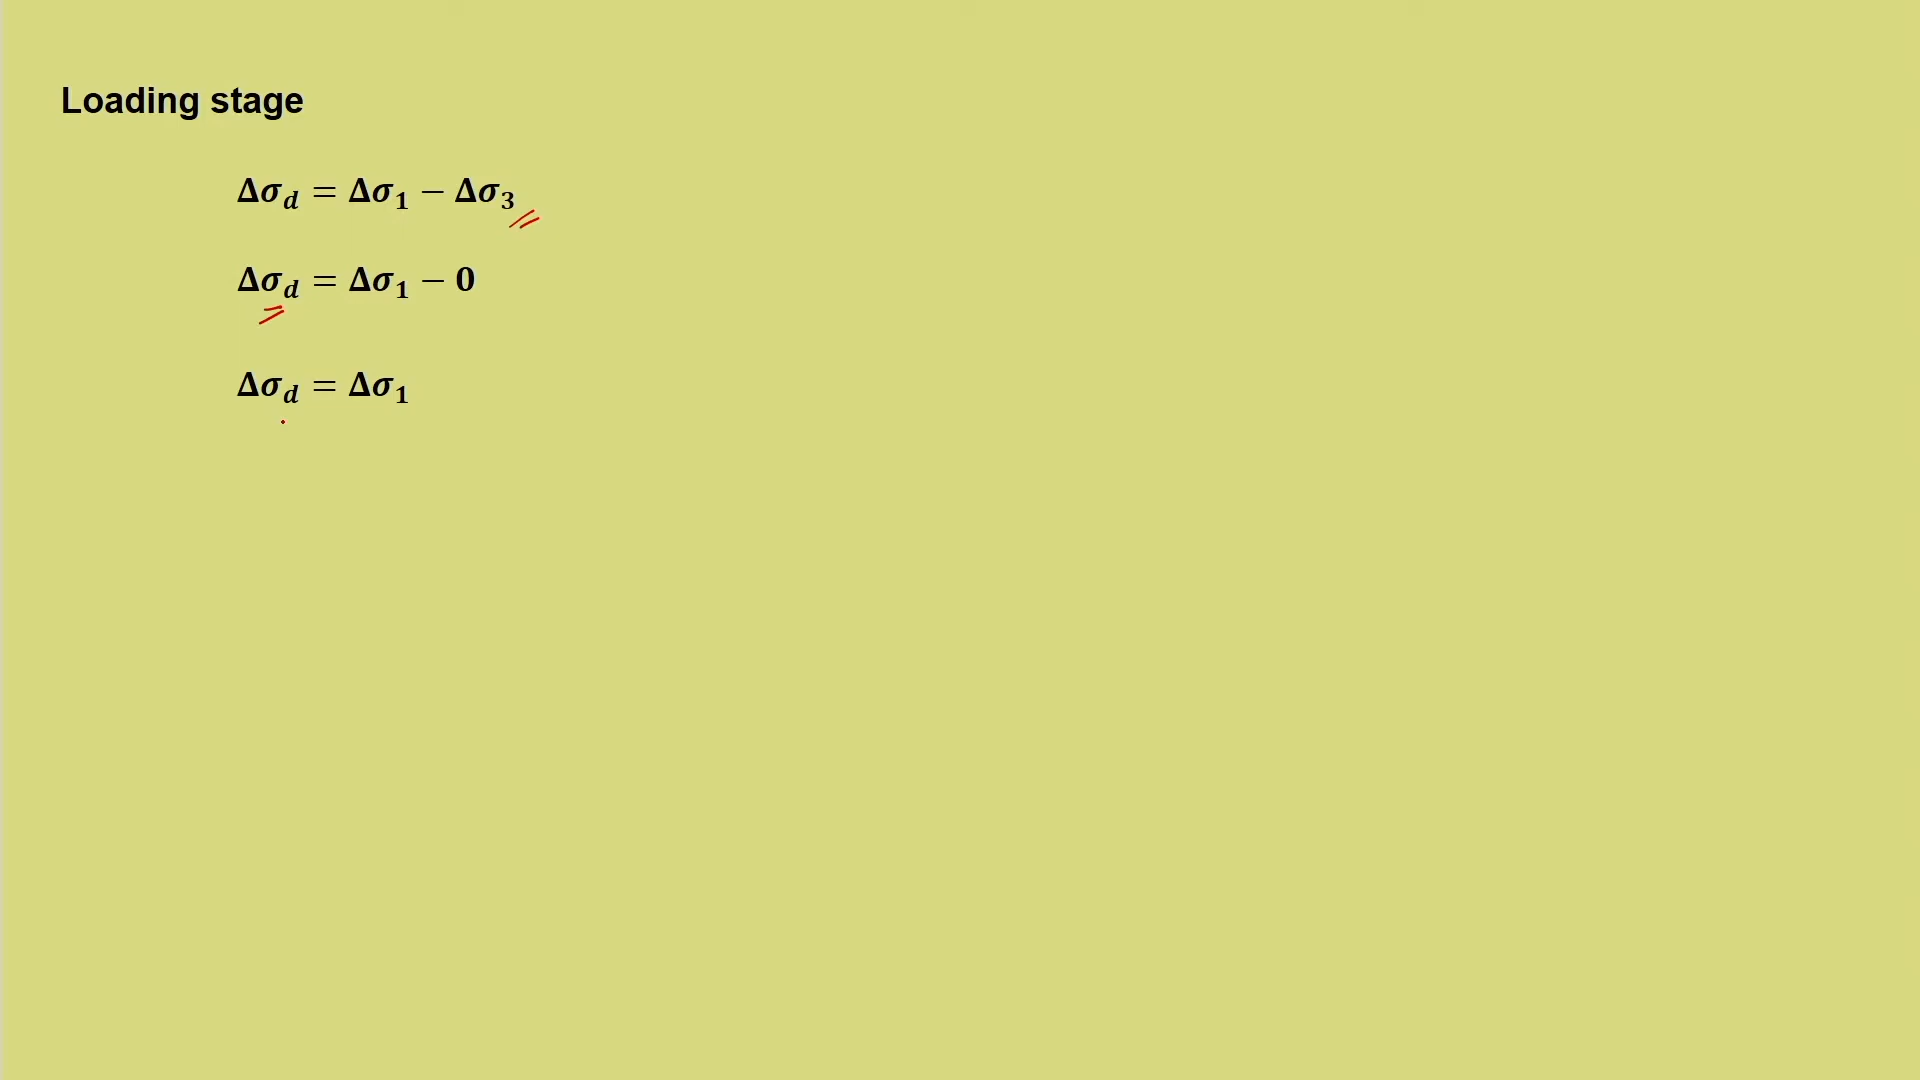 Loading stage
Δσ_d = Δσ_1 − Δσ_3
Δσ_d = Δσ_1 − 0
Δσ_d = Δσ_1